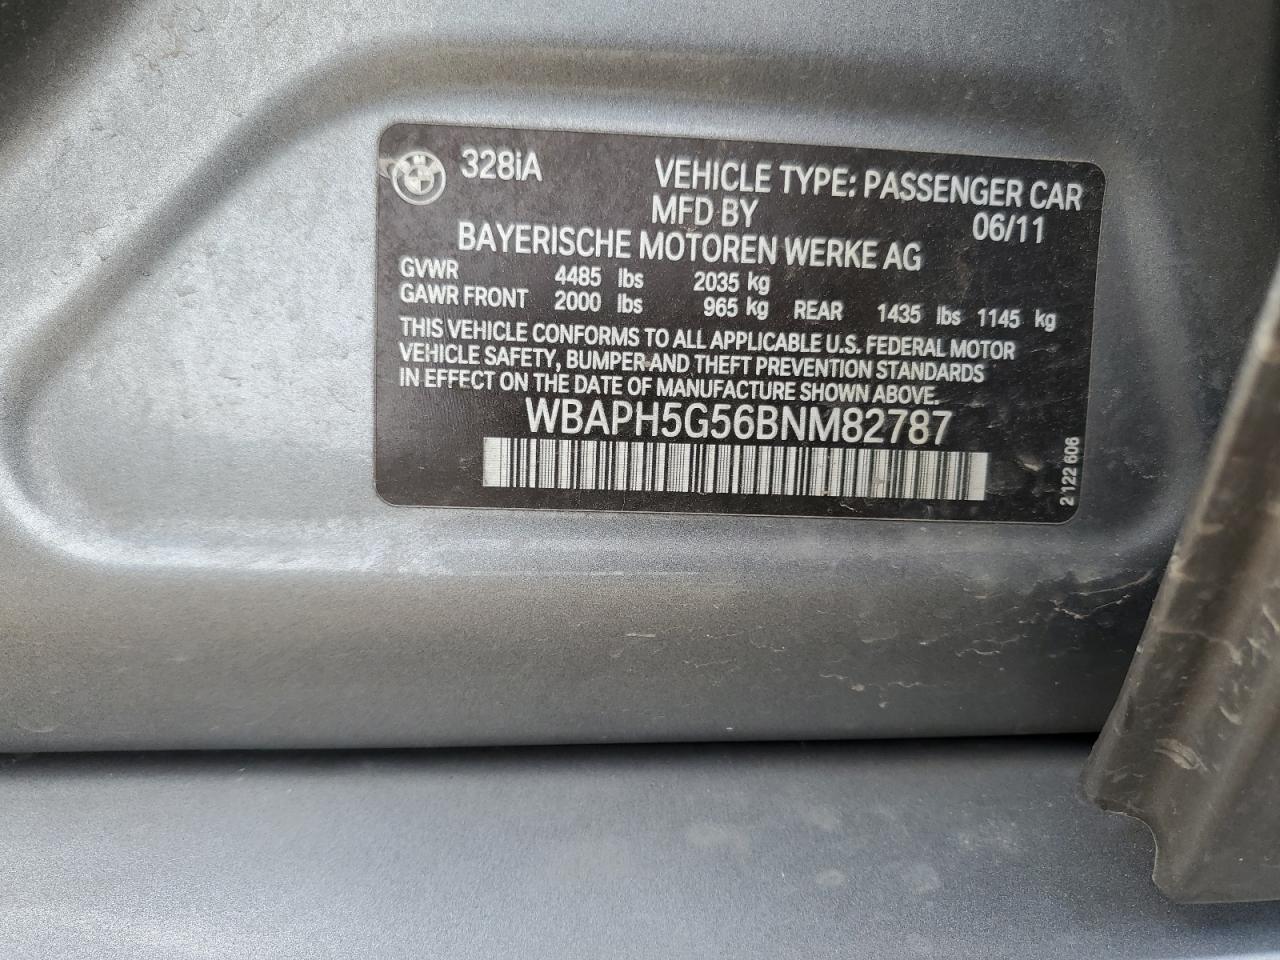 328iA VEHICLE TYPE: PASSENGER CAR
MFD BY 06/11
BAYERISCHE MOTOREN WERKE AG
GVWR 4485 lbs 2035 kg
GAWR FRONT 2000 lbs 965 kg REAR 1435 lbs 1145 kg
THIS VEHICLE CONFORMS TO ALL APPLICABLE U.S. FEDERAL MOTOR
VEHICLE SAFETY, BUMPER-AND THEFT PREVENTION STANDARDS
IN EFFECT ON THE DATE OF MANUFACTURE SHOWN ABOVE.
WBAPH5G56BNM82787
2 122 606